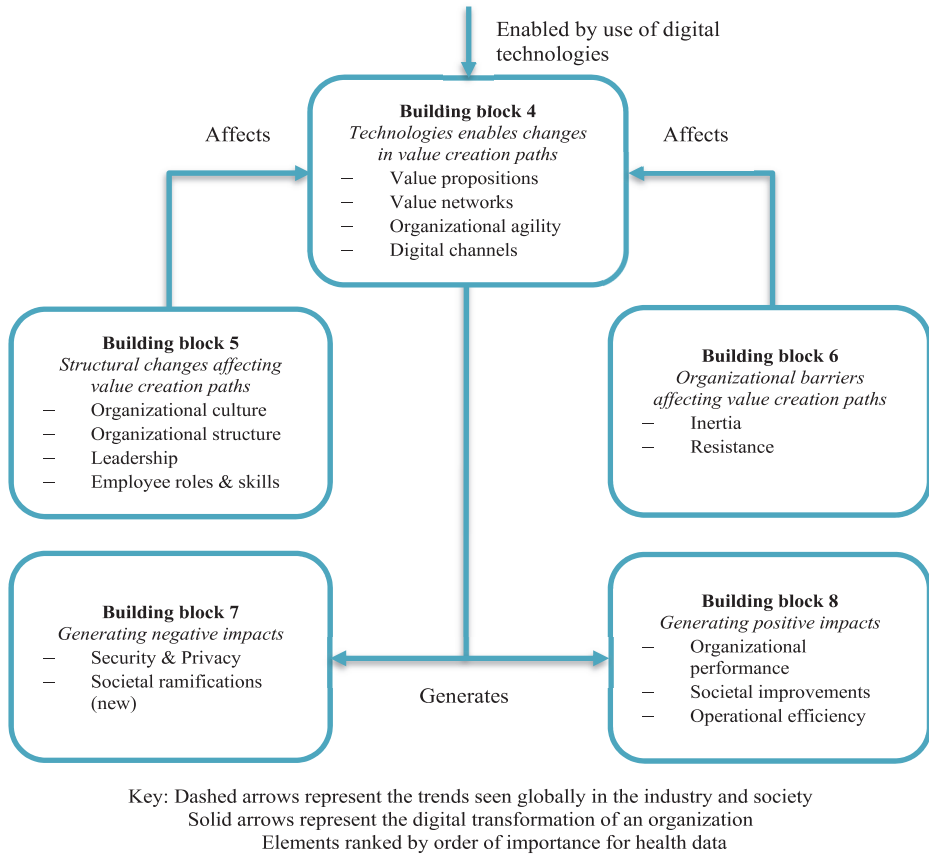 Enabled by use of digital
technologies
Building block 4
Technologies enables changes
in value creation paths
– Value propositions
– Value networks
– Organizational agility
– Digital channels
Affects
Affects
Building block 5
Structural changes affecting
value creation paths
– Organizational culture
– Organizational structure
– Leadership
– Employee roles & skills
Building block 6
Organizational barriers
affecting value creation paths
– Inertia
– Resistance
Building block 7
Generating negative impacts
– Security & Privacy
– Societal ramifications
(new)
Generates
Building block 8
Generating positive impacts
– Organizational
performance
– Societal improvements
– Operational efficiency
Key: Dashed arrows represent the trends seen globally in the industry and society
Solid arrows represent the digital transformation of an organization
Elements ranked by order of importance for health data